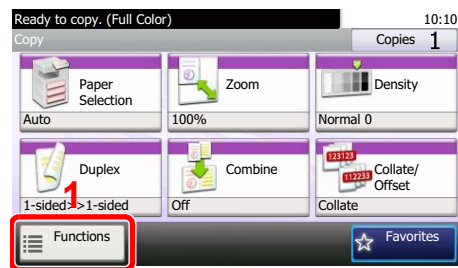 Ready to copy. (Full Color)
10:10
Copy
Copies 1
Paper
Selection
Auto
Zoom
100%
Density
Normal 0
Duplex
1-sided>>1-sided
1
Combine
Off
123123
112233
Collate/
Offset
Collate
Functions
Favorites